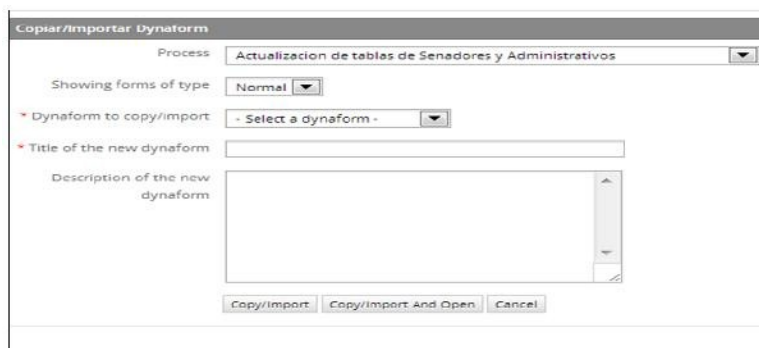 Copiar/Importar Dynaform
Process Actualizacion de tablas de Senadores y Administrativos
Showing forms of type Normal
* Dynaform to copy/import - Select a dynaform -
* Title of the new dynaform
Description of the new
dynaform
Copy/Import Copy/Import And Open Cancel